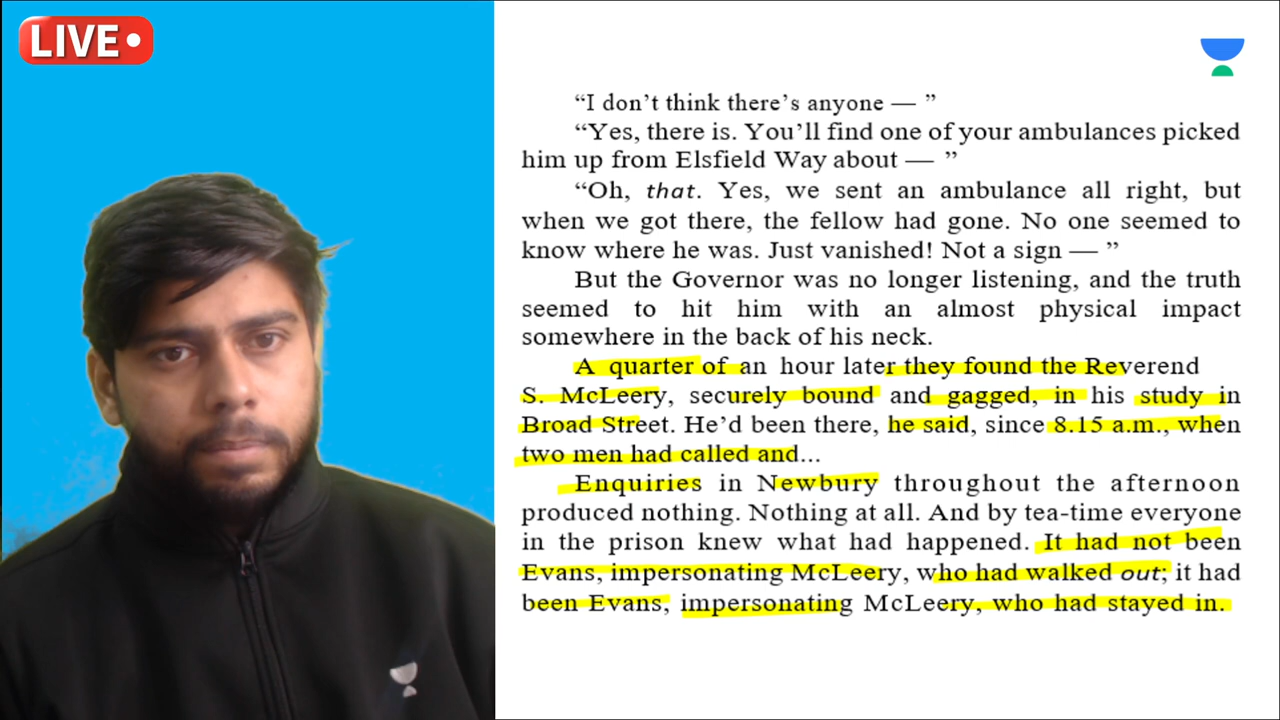 LIVE
“I don’t think there’s anyone — ”
“Yes, there is. You’ll find one of your ambulances picked
him up from Elsfield Way about — ”
“Oh, that. Yes, we sent an ambulance all right, but
when we got there, the fellow had gone. No one seemed to
know where he was. Just vanished! Not a sign — ”
But the Governor was no longer listening, and the truth
seemed to hit him with an almost physical impact
somewhere in the back of his neck.
A quarter of an hour later they found the Reverend
S. McLeery, securely bound and gagged, in his study in
Broad Street. He’d been there, he said, since 8.15 a.m., when
two men had called and...
Enquiries in Newbury throughout the afternoon
produced nothing. Nothing at all. And by tea-time everyone
in the prison knew what had happened. It had not been
Evans, impersonating McLeery, who had walked out; it had
been Evans, impersonating McLeery, who had stayed in.